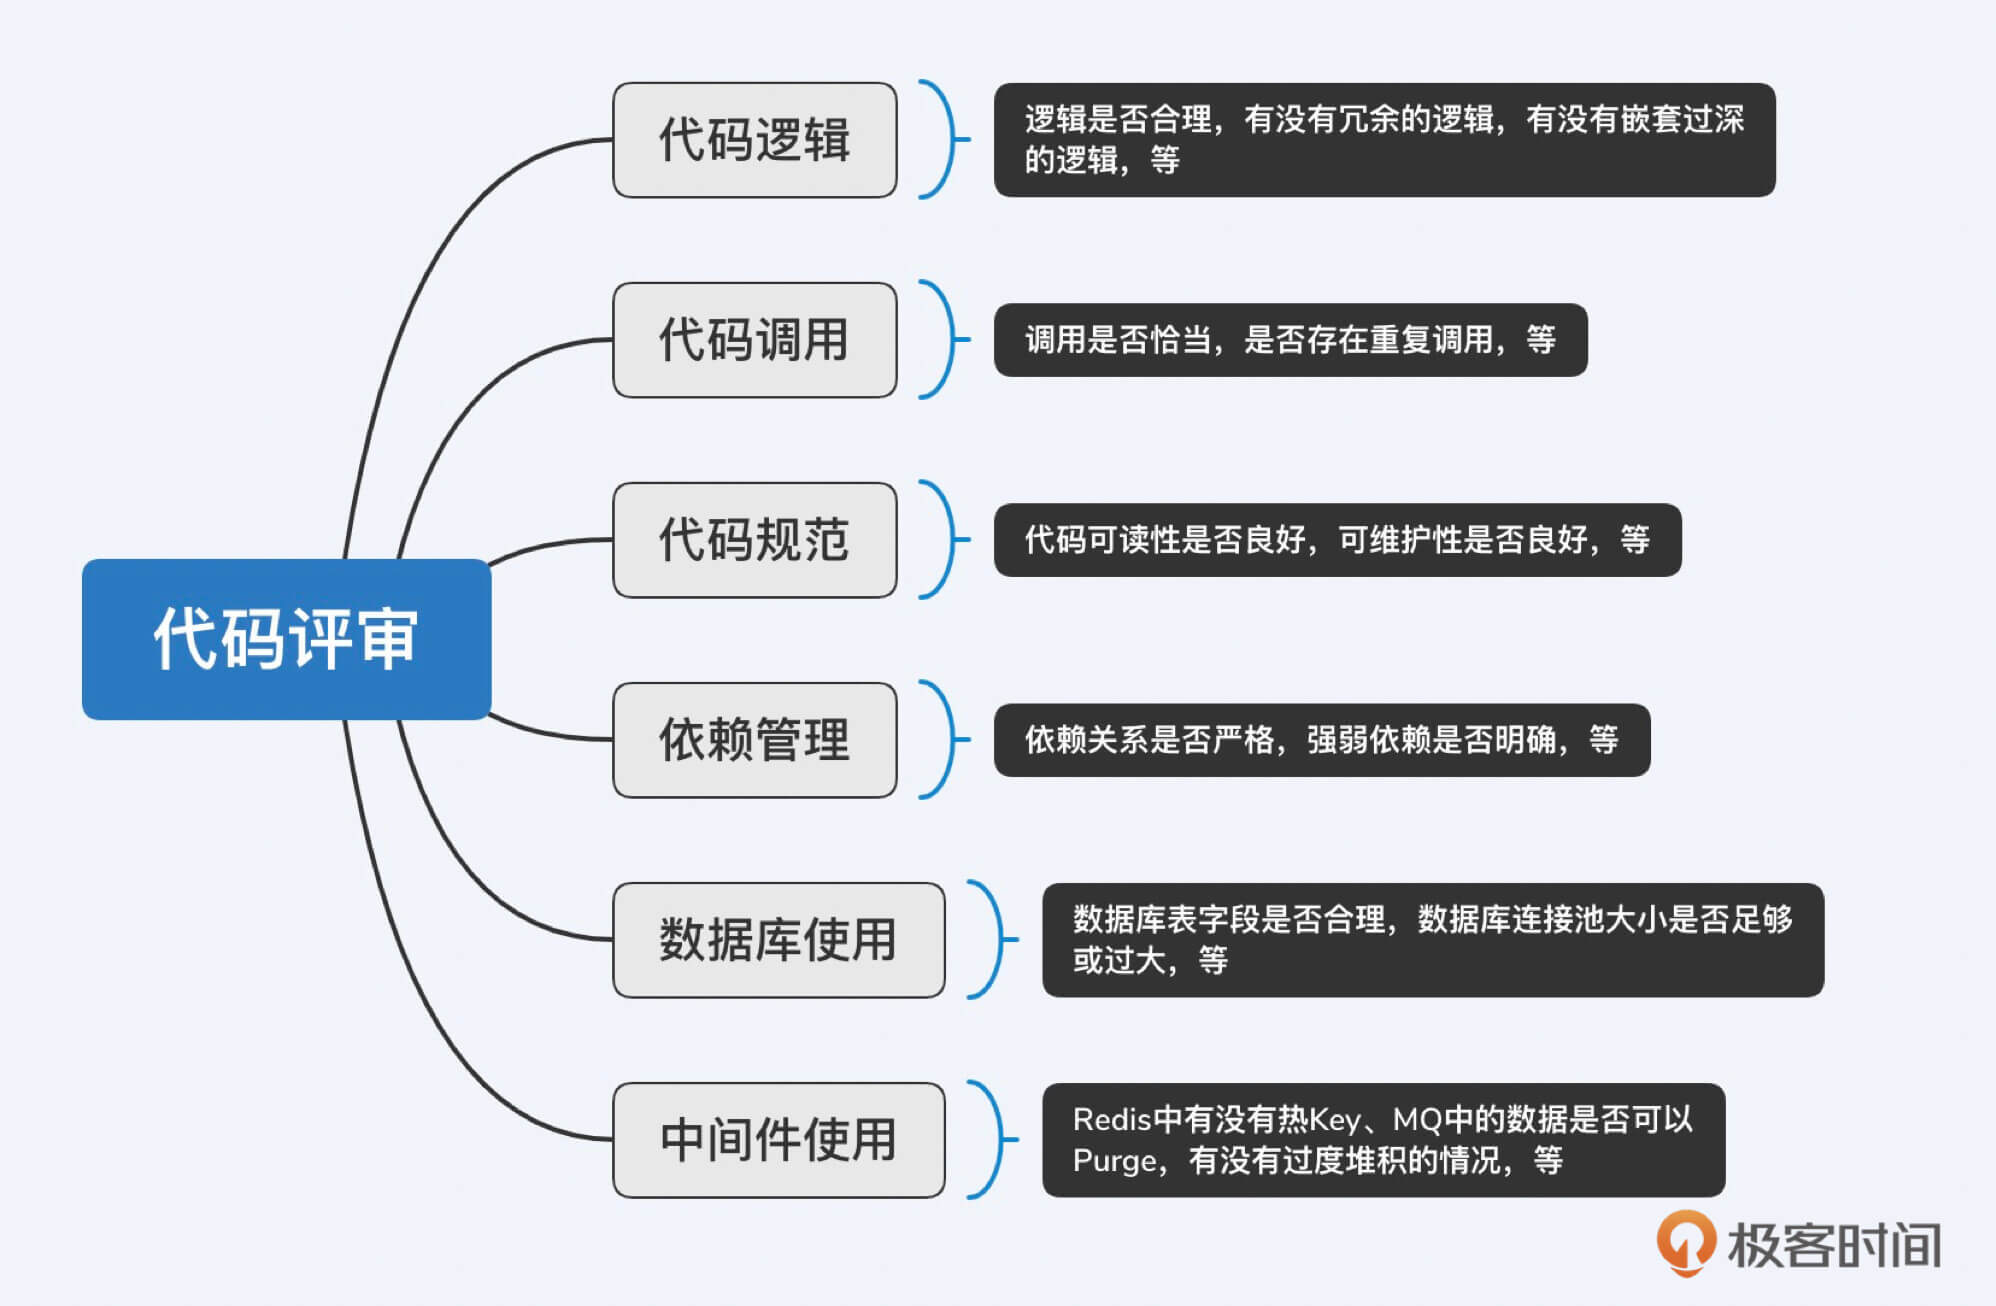 代码逻辑
逻辑是否合理，有没有冗余的逻辑，有没有嵌套过深
的逻辑，等
代码调用
调用是否恰当，是否存在重复调用，等
代码规范
代码可读性是否良好，可维护性是否良好，等
代码评审
依赖管理
依赖关系是否严格，强弱依赖是否明确，等
数据库使用
数据库表字段是否合理，数据库连接池大小是否足够
或过大，等
中间件使用
Redis中有没有热Key、MQ中的数据是否可以
Purge，有没有过度堆积的情况，等
极客时间